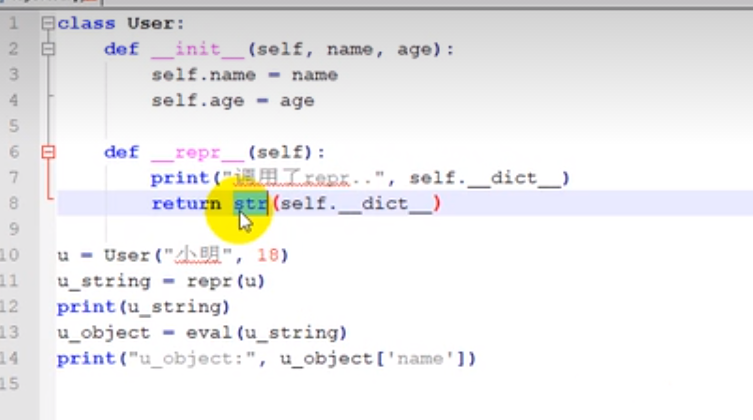 1 class User:
2     def __init__(self, name, age):
3         self.name = name
4         self.age = age
5
6     def __repr__(self):
7         print("调用了repr..", self.__dict__)
8         return str(self.__dict__)
9
10 u = User("小明", 18)
11 u_string = repr(u)
12 print(u_string)
13 u_object = eval(u_string)
14 print("u_object:", u_object['name'])
15